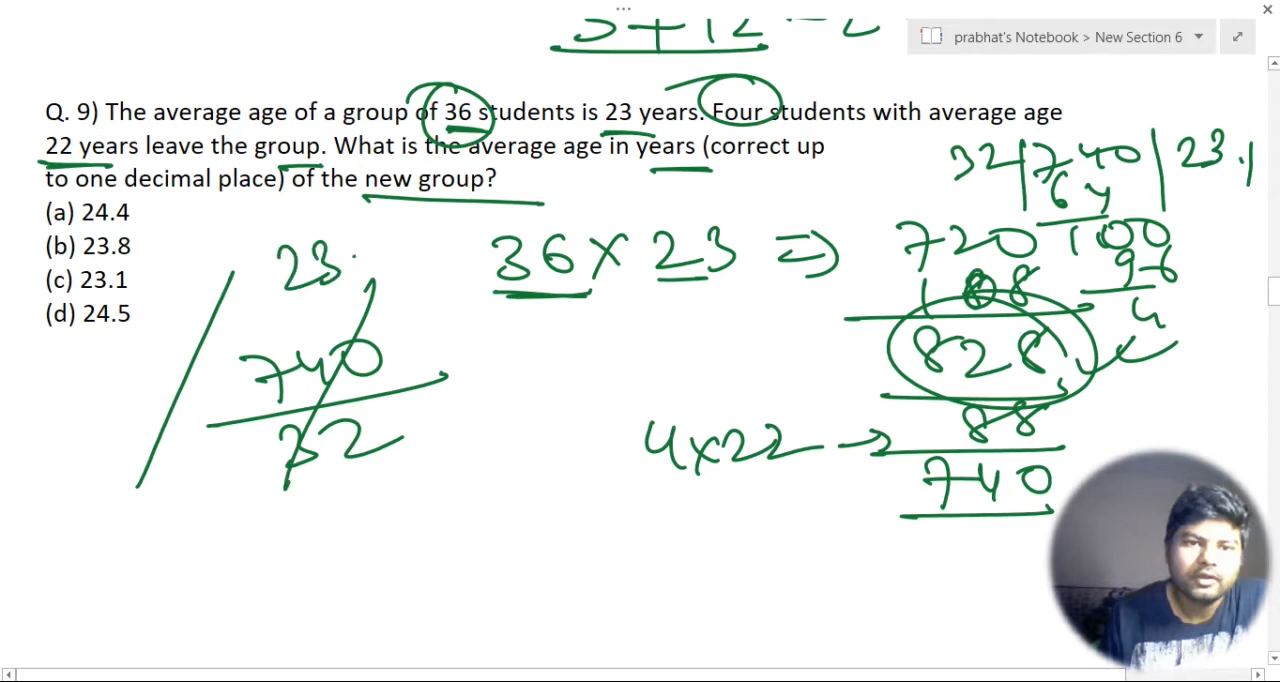 3 + 12 - 2
prabhat's Notebook > New Section 6
Q. 9) The average age of a group of 36 students is 23 years. Four students with average age
22 years leave the group. What is the average age in years (correct up
to one decimal place) of the new group?
(a) 24.4
(b) 23.8
(c) 23.1
(d) 24.5
32 | 740 | 23.1
64
100
96
4
36 × 23 ⇒ 720
108
828
4×22 → 88
740
23.
740
32